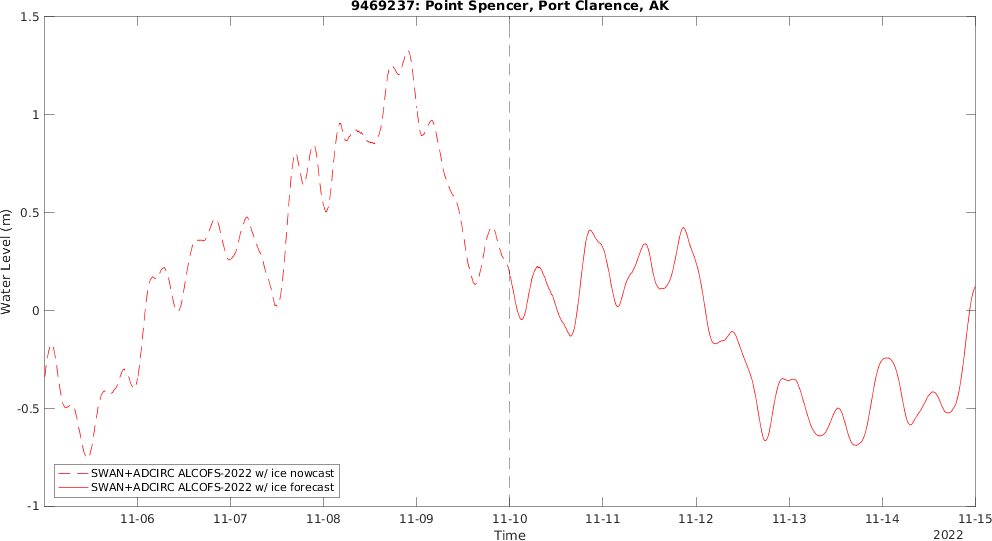 9469237: Point Spencer, Port Clarence, AK
1.5
1
0.5
0
-0.5
-1
Water Level (m)
SWAN+ADCIRC ALCOFS-2022 w/ ice nowcast
SWAN+ADCIRC ALCOFS-2022 w/ ice forecast
11-06 11-07 11-08 11-09 11-10 11-11 11-12 11-13 11-14 11-15
Time
2022